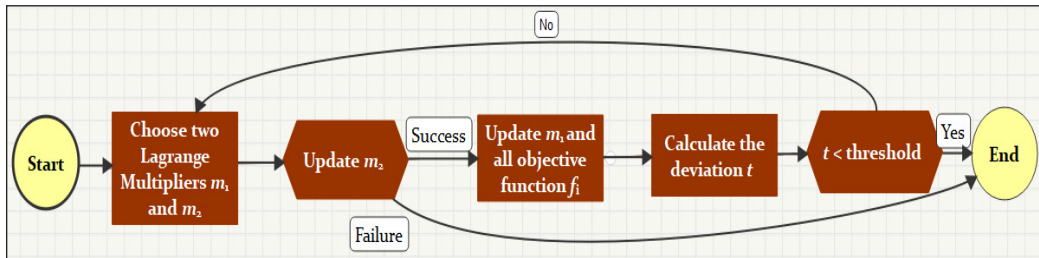 No
Start
Choose two
Lagrange
Multipliers m₁
and m₂
Update m₂
Success
Failure
Update m₁ and
all objective
function fᵢ
Calculate the
deviation t
t < threshold
Yes
End